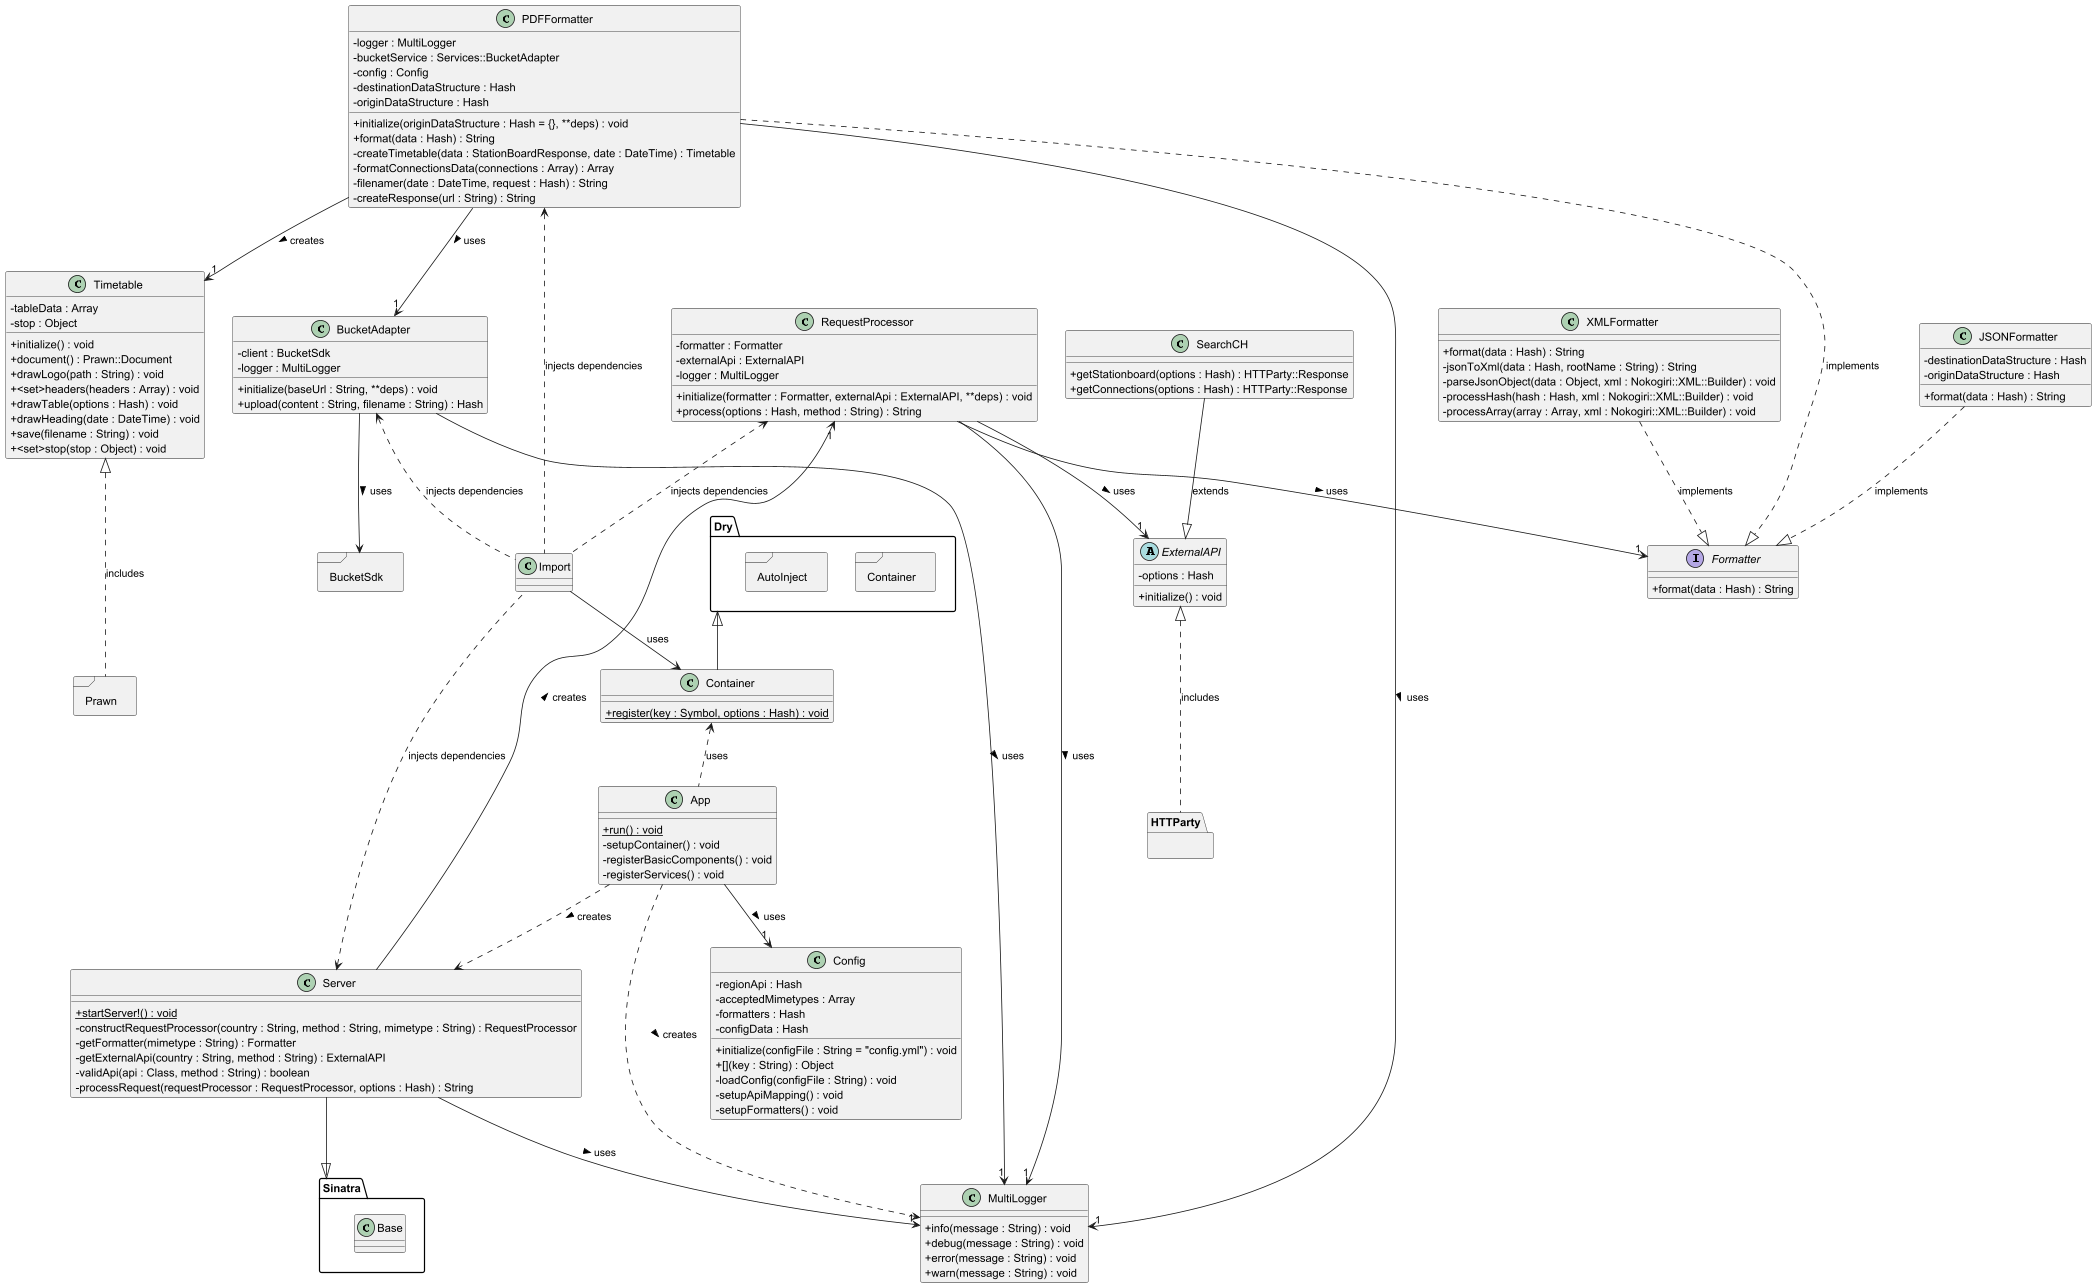 C PDFFormatter
-logger : MultiLogger
-bucketService : Services::BucketAdapter
-config : Config
-destinationDataStructure : Hash
-originDataStructure : Hash
+initialize(originDataStructure : Hash = {}, **deps) : void
+format(data : Hash) : String
-createTimetable(data : StationBoardResponse, date : DateTime) : Timetable
-formatConnectionsData(connections : Array) : Array
-filenamer(date : DateTime, request : Hash) : String
-createResponse(url : String) : String
creates
1
uses
1
injects dependencies
implements
C Timetable
-tableData : Array
-stop : Object
+initialize() : void
+document() : Prawn::Document
+drawLogo(path : String) : void
+<set>headers(headers : Array) : void
+drawTable(options : Hash) : void
+drawHeading(date : DateTime) : void
+save(filename : String) : void
+<set>stop(stop : Object) : void
C BucketAdapter
-client : BucketSdk
-logger : MultiLogger
+initialize(baseUrl : String, **deps) : void
+upload(content : String, filename : String) : Hash
C RequestProcessor
-formatter : Formatter
-externalApi : ExternalAPI
-logger : MultiLogger
+initialize(formatter : Formatter, externalApi : ExternalAPI, **deps) : void
+process(options : Hash, method : String) : String
C SearchCH
+getStationboard(options : Hash) : HTTParty::Response
+getConnections(options : Hash) : HTTParty::Response
C XMLFormatter
+format(data : Hash) : String
-jsonToXml(data : Hash, rootName : String) : String
-parseJsonObject(data : Object, xml : Nokogiri::XML::Builder) : void
-processHash(hash : Hash, xml : Nokogiri::XML::Builder) : void
-processArray(array : Array, xml : Nokogiri::XML::Builder) : void
C JSONFormatter
-destinationDataStructure : Hash
-originDataStructure : Hash
+format(data : Hash) : String
1
uses
injects dependencies
injects dependencies
uses
extends
uses
implements
implements
1
1
includes
BucketSdk
C Import
Dry
AutoInject
Container
A ExternalAPI
-options : Hash
+initialize() : void
I Formatter
+format(data : Hash) : String
uses
Prawn
creates
C Container
+register(key : Symbol, options : Hash) : void
includes
uses
injects dependencies
uses
uses
uses
C App
+run() : void
-setupContainer() : void
-registerBasicComponents() : void
-registerServices() : void
HTTParty
creates
uses
1
C Server
+startServer!() : void
-constructRequestProcessor(country : String, method : String, mimetype : String) : RequestProcessor
-getFormatter(mimetype : String) : Formatter
-getExternalApi(country : String, method : String) : ExternalAPI
-validApi(api : Class, method : String) : boolean
-processRequest(requestProcessor : RequestProcessor, options : Hash) : String
creates
C Config
-regionApi : Hash
-acceptedMimetypes : Array
-formatters : Hash
-configData : Hash
+initialize(configFile : String = "config.yml") : void
+[](key : String) : Object
-loadConfig(configFile : String) : void
-setupApiMapping() : void
-setupFormatters() : void
uses
1
1
1
1
Sinatra
C Base
C MultiLogger
+info(message : String) : void
+debug(message : String) : void
+error(message : String) : void
+warn(message : String) : void